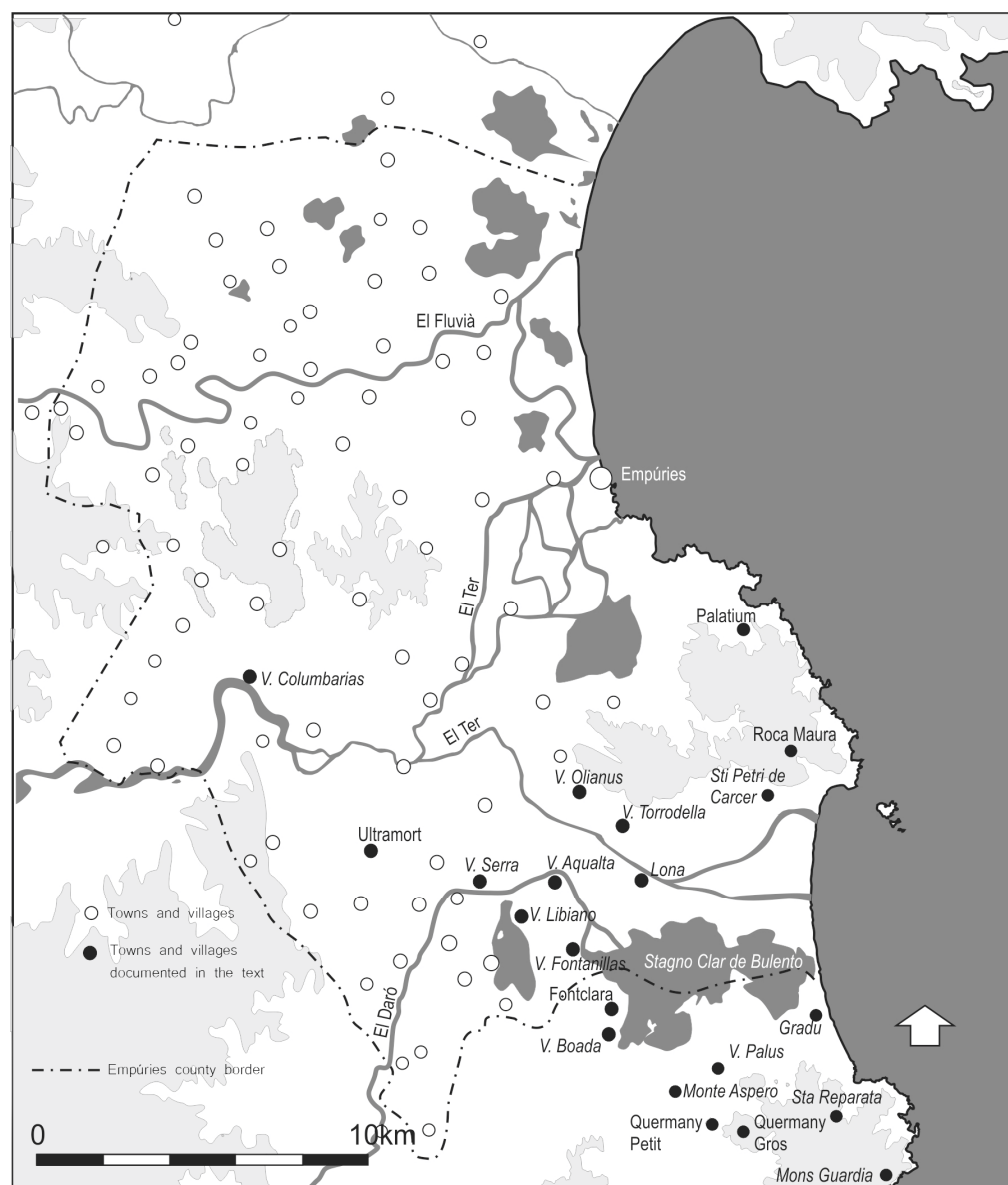 El Fluvià
Empúries
El Ter
Palatium
V. Columbarias
El Ter
Roca Maura
V. Olianus
Sti Petri de
Carcer
V. Torrodella
Ultramort
V. Serra
V. Aqualta
Lona
Towns and villages
V. Libiano
Towns and villages
documented in the text
V. Fontanillas
Stagno Clar de Bulento
Fontclara
El Daró
Gradu
V. Boada
V. Palus
Empúries county border
Monte Aspero
Sta Reparata
Quermany
Petit
Quermany
Gros
0
10km
Mons Guardia